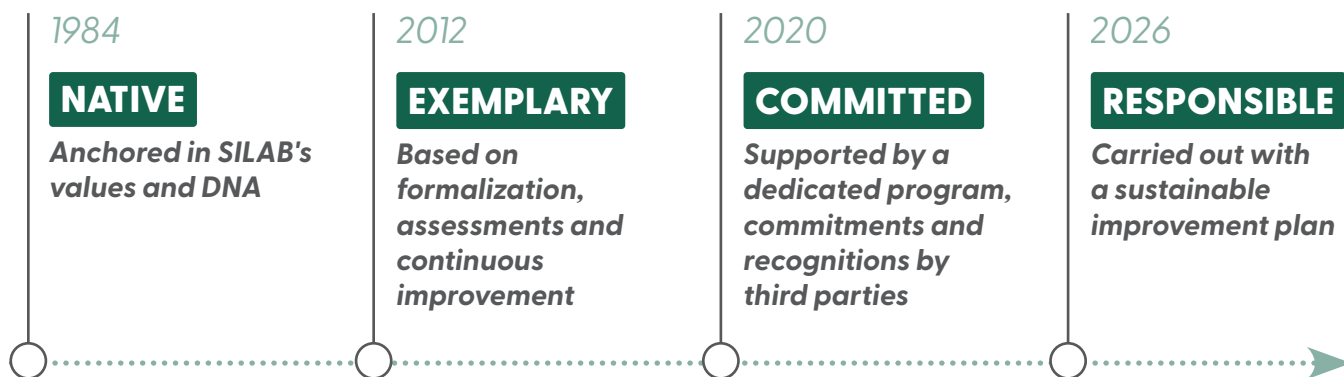 1984
NATIVE
Anchored in SILAB's
values and DNA
2012
EXEMPLARY
Based on
formalization,
assessments and
continuous
improvement
2020
COMMITTED
Supported by a
dedicated program,
commitments and
recognitions by
third parties
2026
RESPONSIBLE
Carried out with
a sustainable
improvement plan